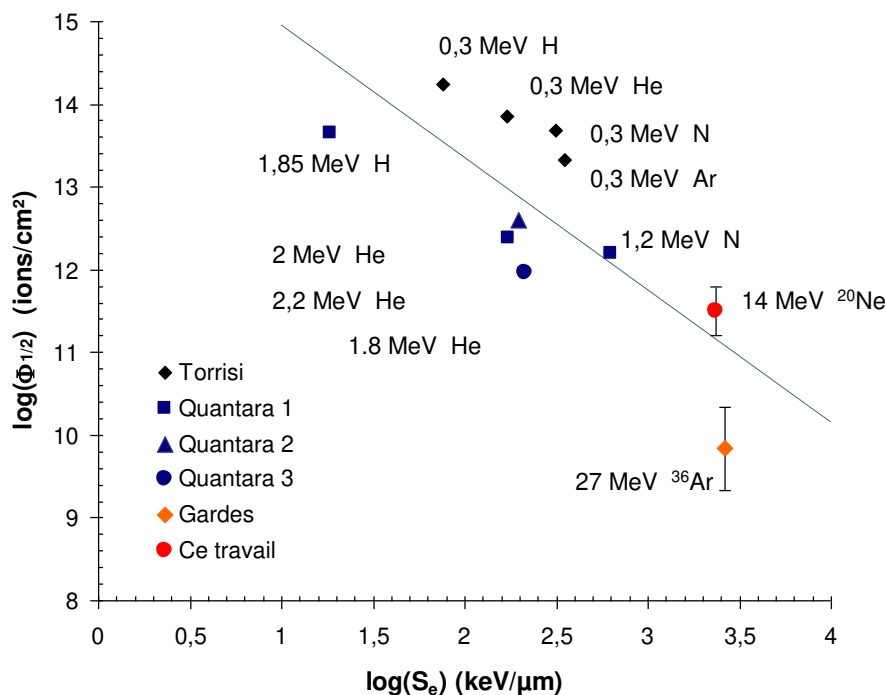 15
14
13
12
11
10
9
8
log(Φ1/2) (ions/cm²)
0,3 MeV H
0,3 MeV He
0,3 MeV N
0,3 MeV Ar
1,85 MeV H
1,2 MeV N
2 MeV He
2,2 MeV He
1.8 MeV He
14 MeV ²⁰Ne
27 MeV ³⁶Ar
Torrisi
Quantara 1
Quantara 2
Quantara 3
Gardes
Ce travail
0 0,5 1 1,5 2 2,5 3 3,5 4
log(Se) (keV/µm)